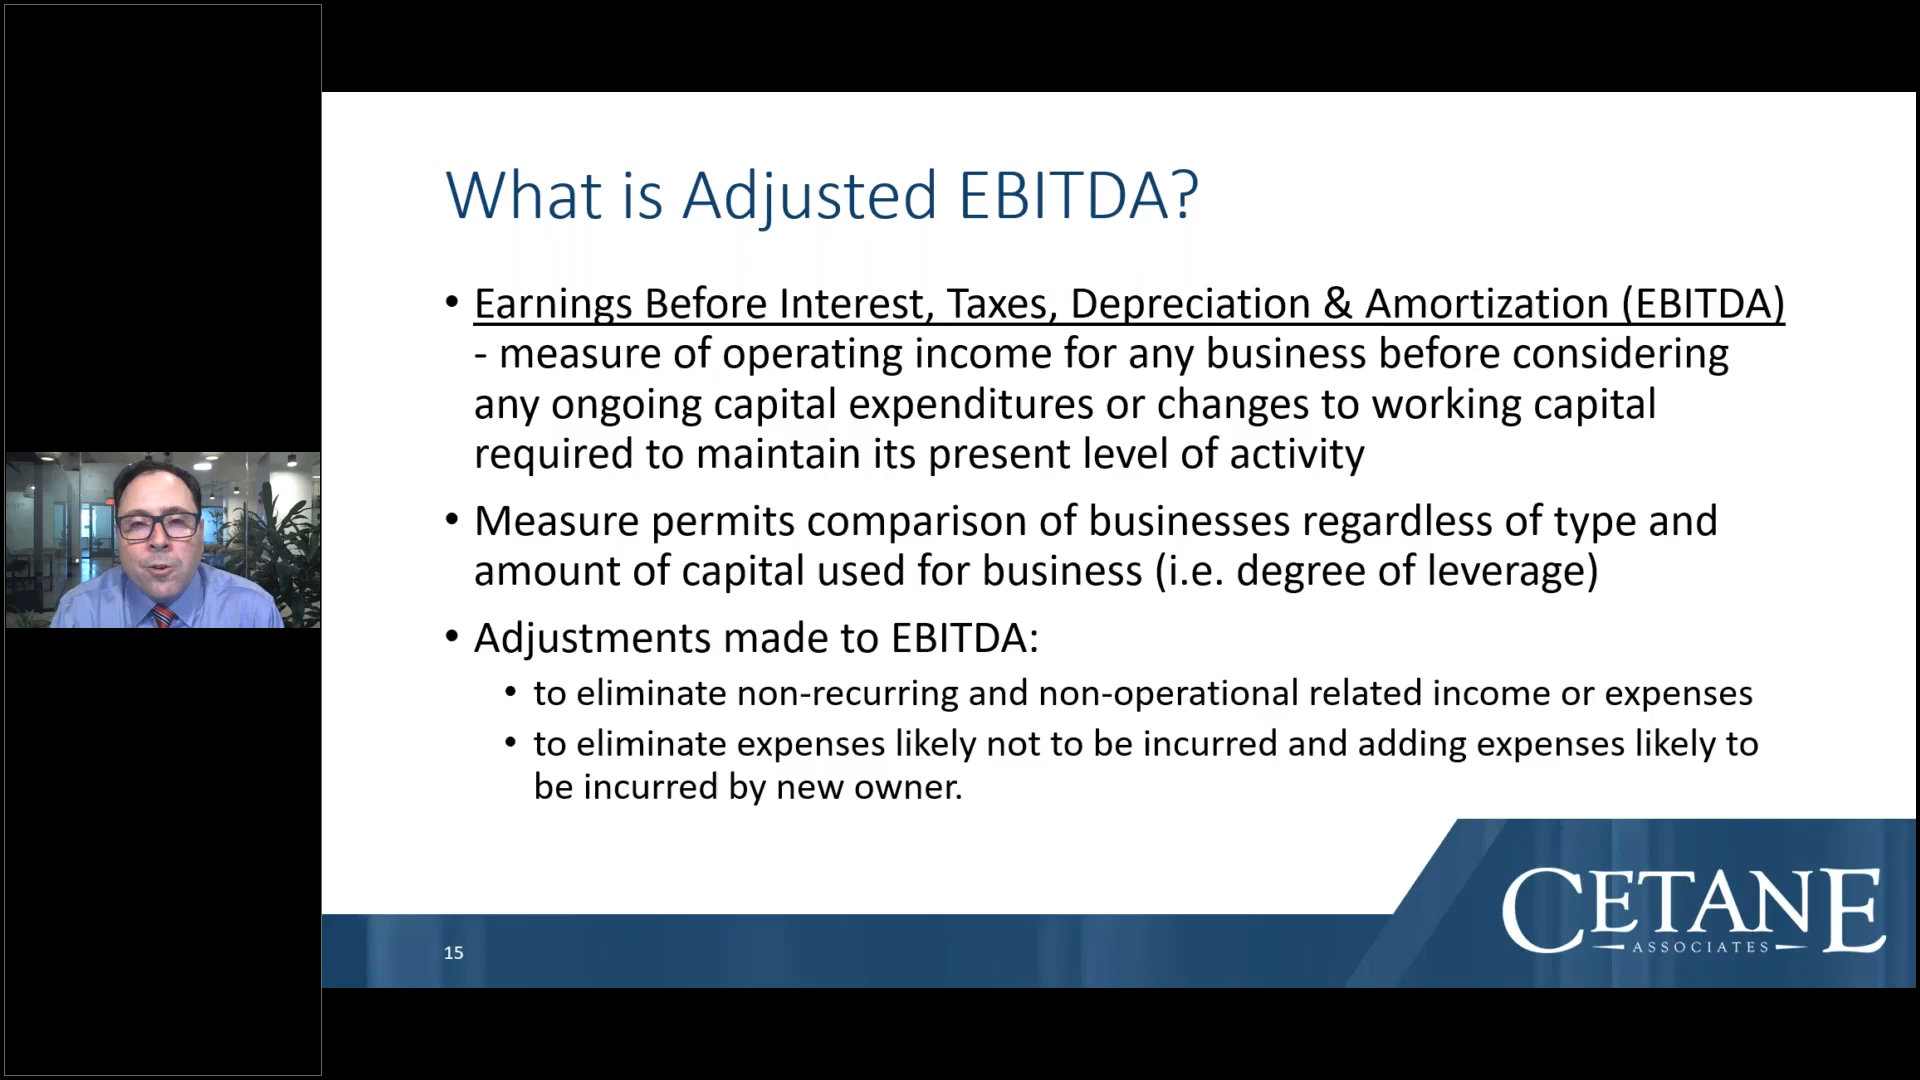 What is Adjusted EBITDA?
• Earnings Before Interest, Taxes, Depreciation & Amortization (EBITDA)
- measure of operating income for any business before considering
any ongoing capital expenditures or changes to working capital
required to maintain its present level of activity
• Measure permits comparison of businesses regardless of type and
amount of capital used for business (i.e. degree of leverage)
• Adjustments made to EBITDA:
• to eliminate non-recurring and non-operational related income or expenses
• to eliminate expenses likely not to be incurred and adding expenses likely to
be incurred by new owner.
CETANE
ASSOCIATES
15